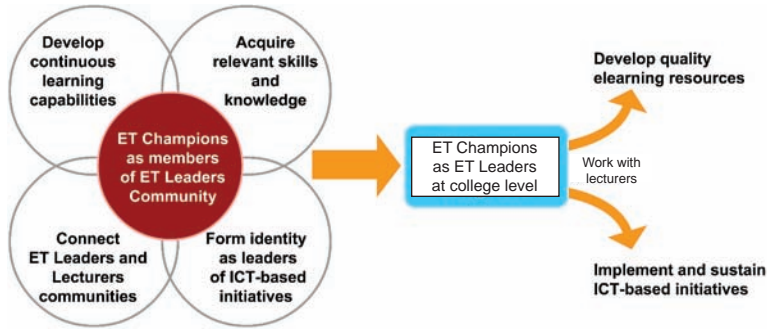 Develop
continuous
learning
capabilities
Acquire
relevant skills
and
knowledge
ET Champions
as members
of ET Leaders
Community
Connect
ET Leaders and
Lecturers
communities
Form identity
as leaders
of ICT-based
initiatives
ET Champions
as ET Leaders
at college level
Develop quality
elearning resources
Work with
lecturers
Implement and sustain
ICT-based initiatives